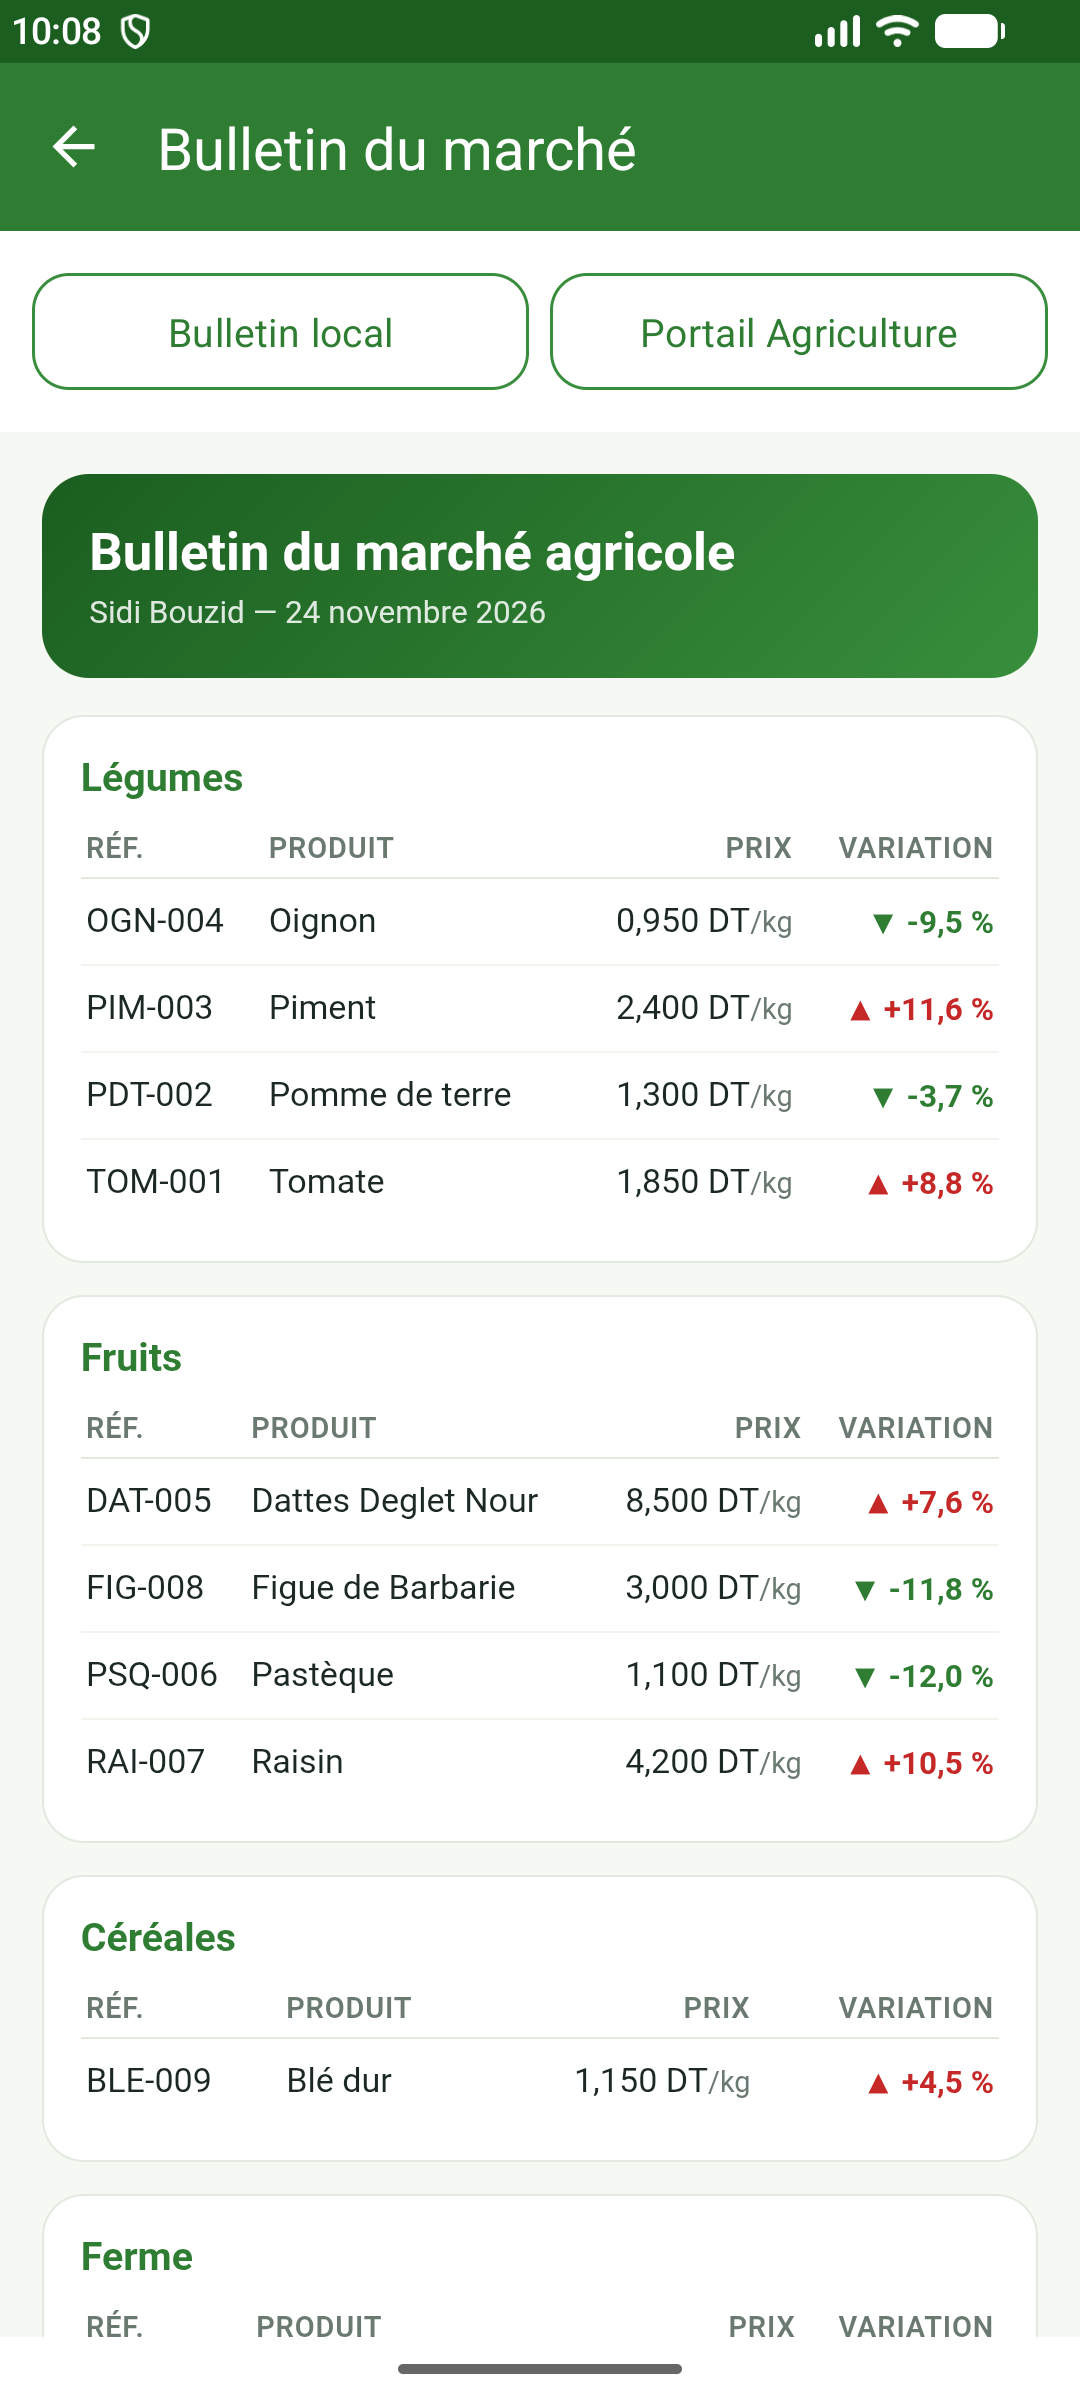 10:08
Bulletin du marché
Bulletin local
Portail Agriculture
Bulletin du marché agricole
Sidi Bouzid — 24 novembre 2026
Légumes
RÉF. PRODUIT PRIX VARIATION
OGN-004 Oignon 0,950 DT/kg ▼ -9,5 %
PIM-003 Piment 2,400 DT/kg ▲ +11,6 %
PDT-002 Pomme de terre 1,300 DT/kg ▼ -3,7 %
TOM-001 Tomate 1,850 DT/kg ▲ +8,8 %
Fruits
RÉF. PRODUIT PRIX VARIATION
DAT-005 Dattes Deglet Nour 8,500 DT/kg ▲ +7,6 %
FIG-008 Figue de Barbarie 3,000 DT/kg ▼ -11,8 %
PSQ-006 Pastèque 1,100 DT/kg ▼ -12,0 %
RAI-007 Raisin 4,200 DT/kg ▲ +10,5 %
Céréales
RÉF. PRODUIT PRIX VARIATION
BLE-009 Blé dur 1,150 DT/kg ▲ +4,5 %
Ferme
RÉF. PRODUIT PRIX VARIATION